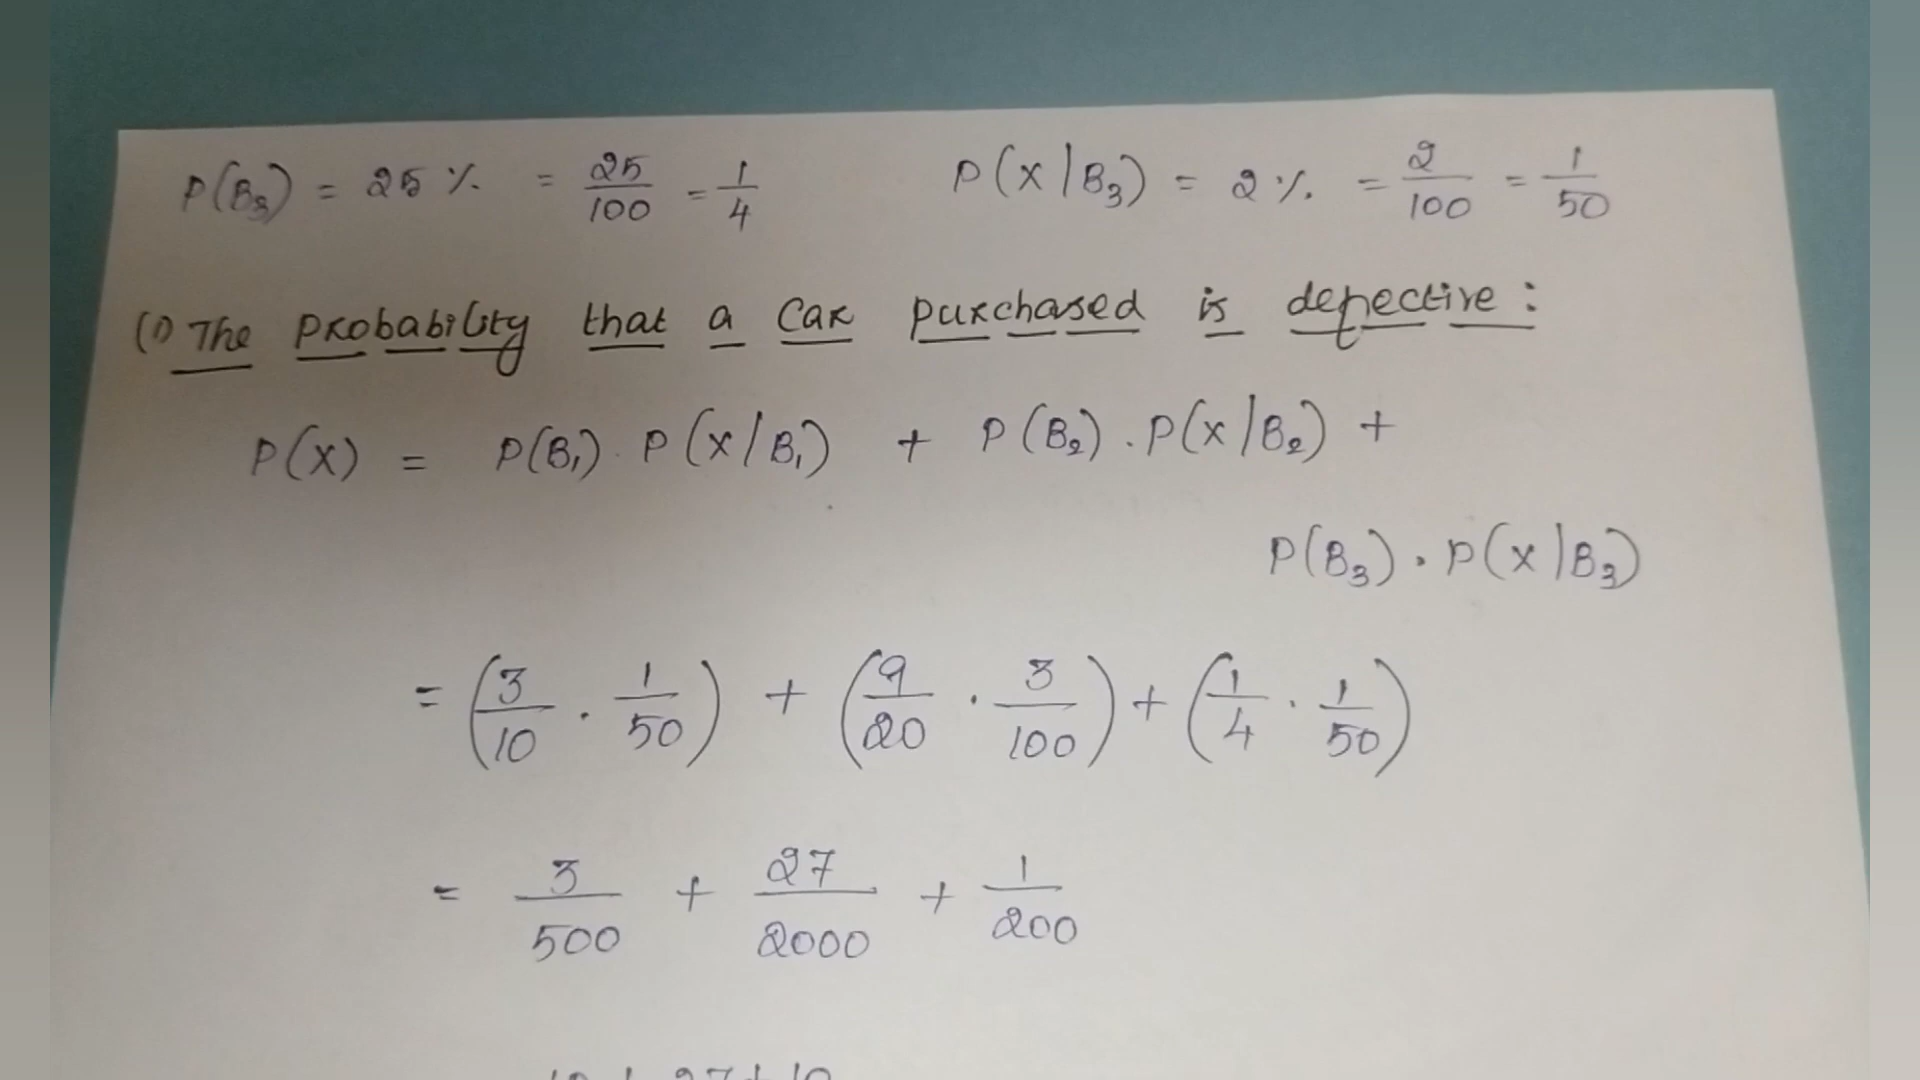 P(B₃) = 25 % = 25/100 = 1/4 P(X|B₃) = 2 % = 2/100 = 1/50
(1) The Probability that a Car purchased is defective :
P(X) = P(B₁) . P(X/B₁) + P(B₂) . P(X|B₂) +
P(B₃) . P(X|B₃)
= (3/10 . 1/50) + (9/20 . 3/100) + (1/4 . 1/50)
= 3/500 + 27/2000 + 1/200